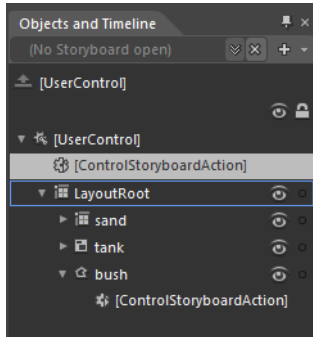 Objects and Timeline
(No Storyboard open)
[UserControl]
[UserControl]
[ControlStoryboardAction]
LayoutRoot
sand
tank
bush
[ControlStoryboardAction]